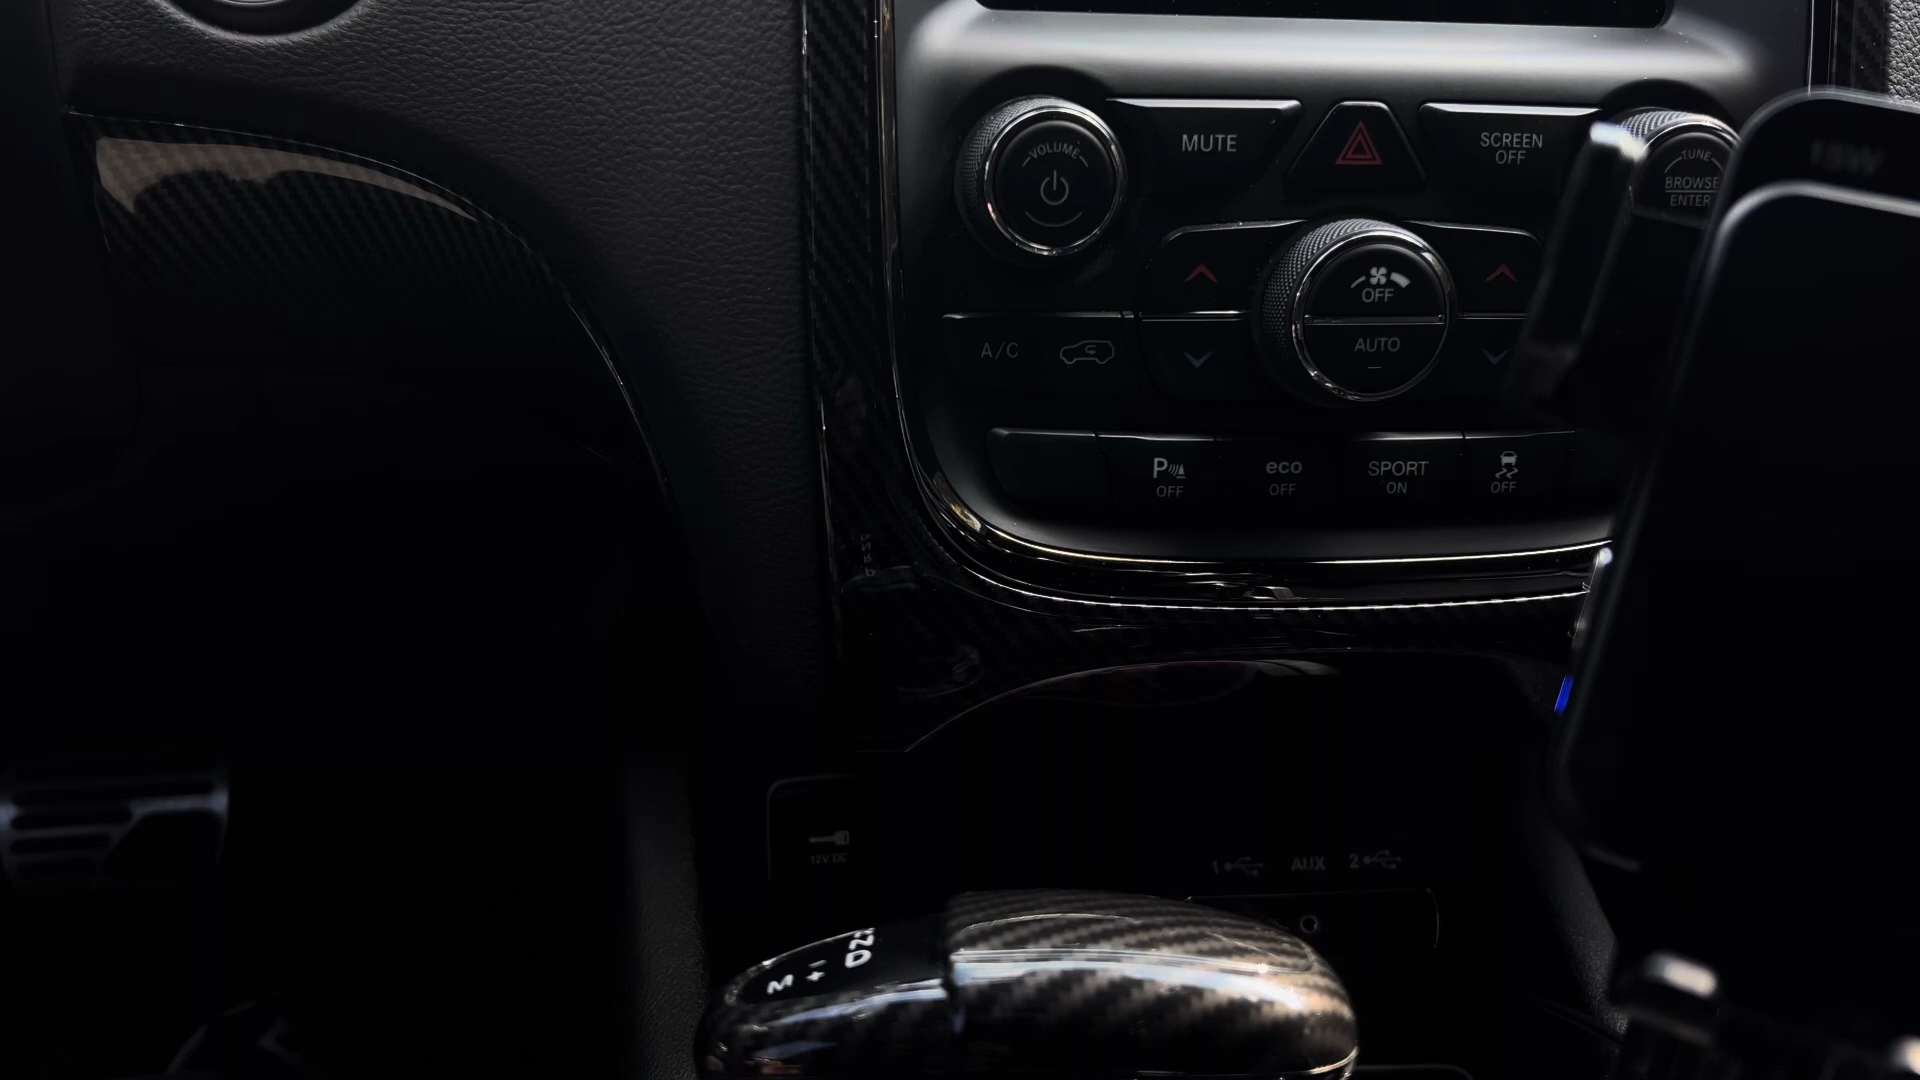 VOLUME
MUTE
SCREEN
OFF
TUNE
BROWSE
ENTER
15W
OFF
AUTO
A/C
P
OFF
eco
OFF
SPORT
ON
OFF
12V DC
1
AUX
2
D
+
M